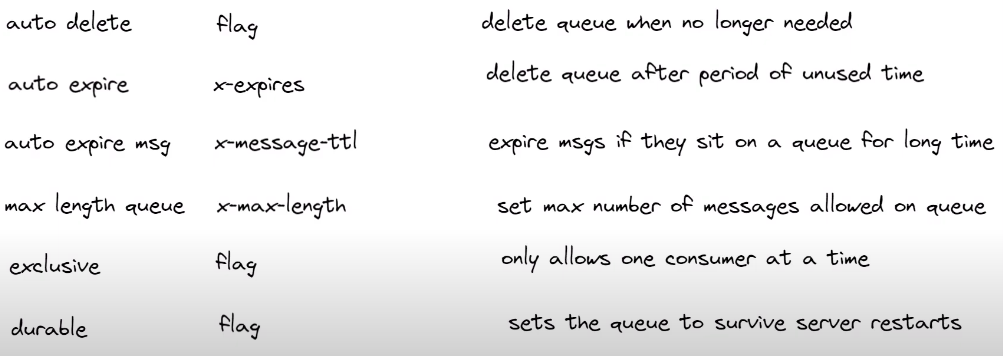 auto delete flag delete queue when no longer needed
auto expire x-expires delete queue after period of unused time
auto expire msg x-message-ttl expire msgs if they sit on a queue for long time
max length queue x-max-length set max number of messages allowed on queue
exclusive flag only allows one consumer at a time
durable flag sets the queue to survive server restarts